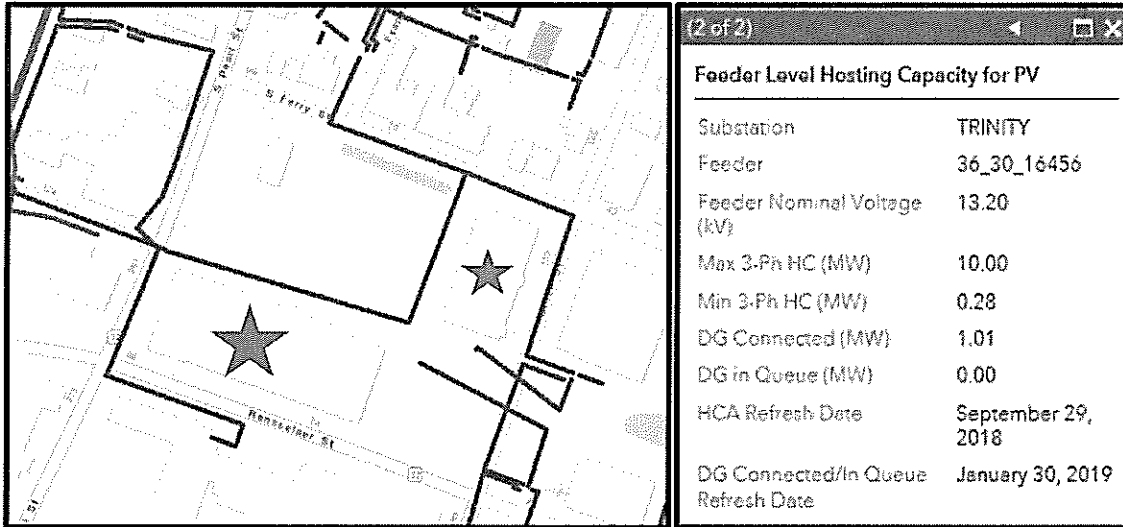 S Pearl St
S Ferry St
Rensselaer St
St
(2 of 2)
Feeder Level Hosting Capacity for PV
Substation TRINITY
Feeder 36_30_16456
Feeder Nominal Voltage 13.20
(kV)
Max 3-Ph HC (MW) 10.00
Min 3-Ph HC (MW) 0.28
DG Connected (MW) 1.01
DG in Queue (MW) 0.00
HCA Refresh Date September 29,
2018
DG Connected/In Queue January 30, 2019
Refresh Date